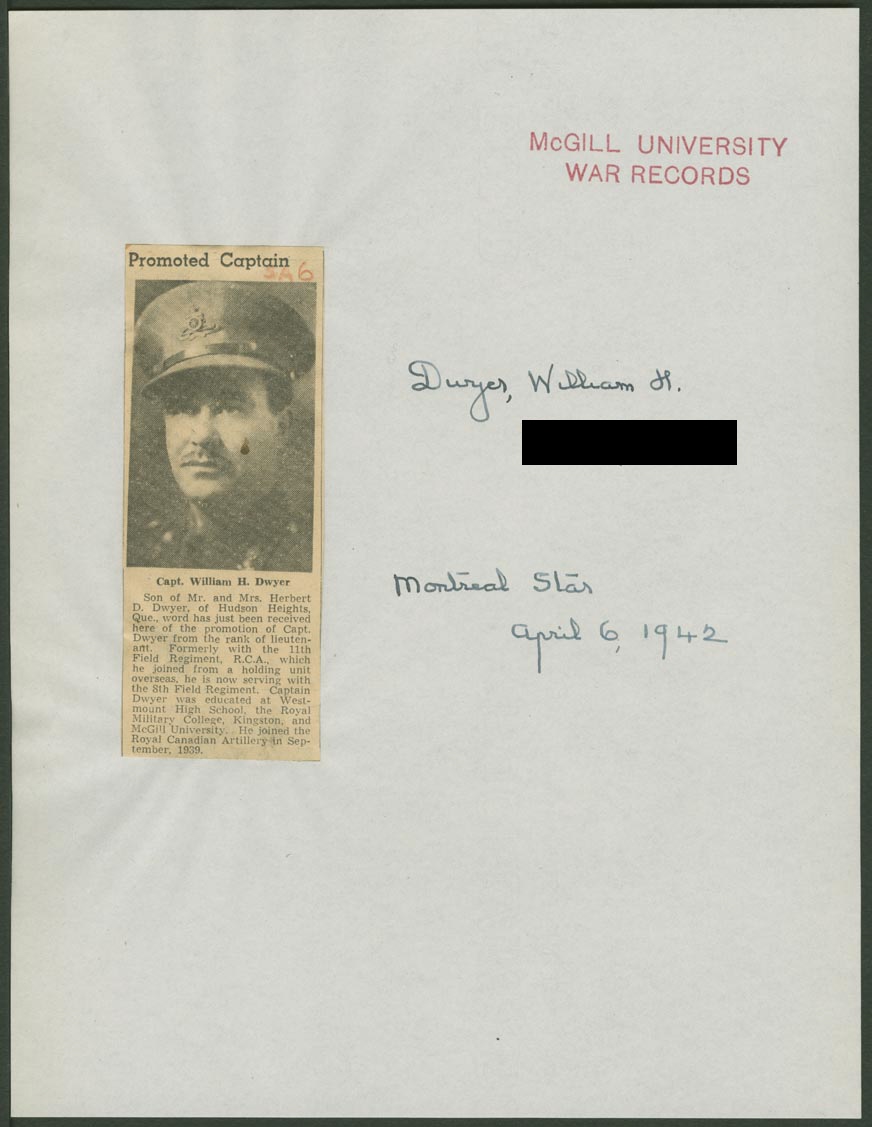 McGILL UNIVERSITY
WAR RECORDS
Promoted Captain
SA6
Capt. William H. Dwyer
Son of Mr. and Mrs. Herbert
D. Dwyer, of Hudson Heights,
Que., word has just been received
here of the promotion of Capt.
Dwyer from the rank of lieuten-
ant. Formerly with the 11th
Field Regiment, R.C.A., which
he joined from a holding unit
overseas, he is now serving with
the 8th Field Regiment. Captain
Dwyer was educated at West-
mount High School, the Royal
Military College, Kingston, and
McGill University. He joined the
Royal Canadian Artillery in Sep-
tember, 1939.
Dwyer, William H.
Montreal Star
April 6, 1942